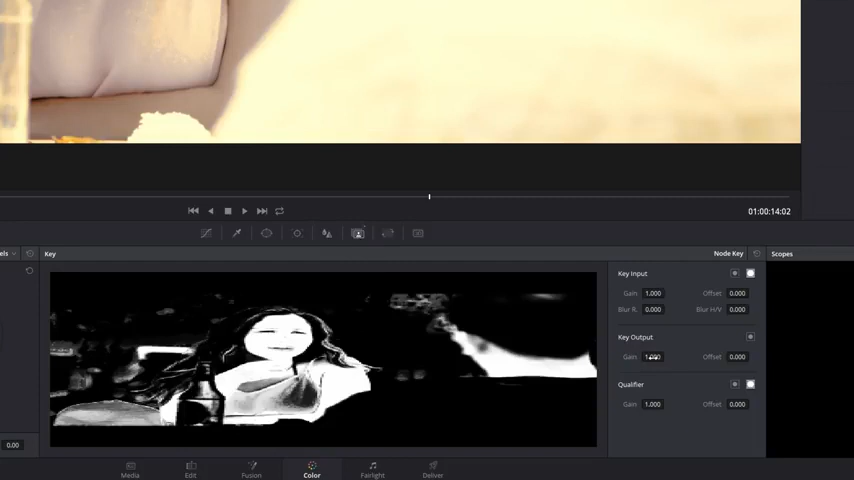 01:00:14:02
els
Key
Node Key
Scopes
Key Input
Gain 1.000 Offset 0.000
Blur R. 0.000 Blur H/V 0.000
Key Output
Gain Offset 0.000
Qualifier
Gain 1.000 Offset 0.000
0.00
Media Edit Fusion Color Fairlight Deliver